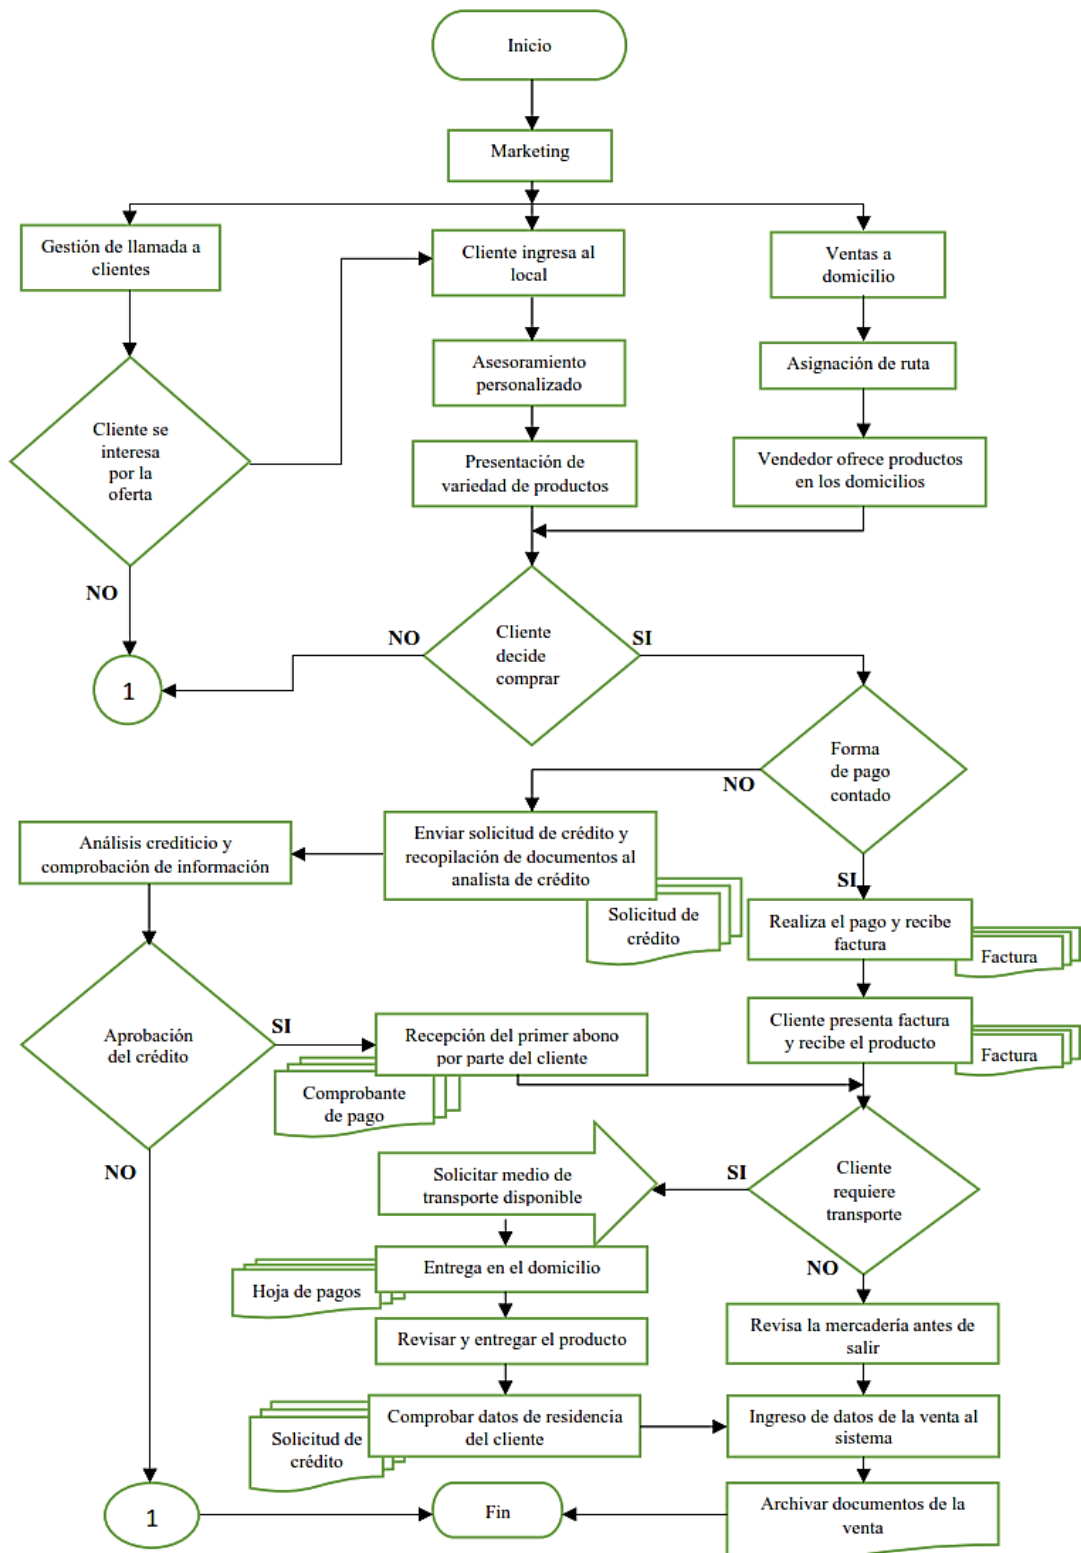 Inicio
Marketing
Gestión de llamada a
clientes
Cliente ingresa al
local
Ventas a
domicilio
Asesoramiento
personalizado
Asignación de ruta
Cliente se
interesa
por la
oferta
Presentación de
variedad de productos
Vendedor ofrece productos
en los domicilios
NO
NO
Cliente
decide
comprar
SI
1
Forma
de pago
contado
NO
Análisis crediticio y
comprobación de información
Enviar solicitud de crédito y
recopilación de documentos al
analista de crédito
SI
Solicitud de
crédito
Realiza el pago y recibe
factura
Factura
Aprobación
del crédito
SI
Recepción del primer abono
por parte del cliente
Cliente presenta factura
y recibe el producto
Factura
Comprobante
de pago
NO
Solicitar medio de
transporte disponible
SI
Cliente
requiere
transporte
NO
Entrega en el domicilio
Hoja de pagos
Revisar y entregar el producto
Revisa la mercadería antes de
salir
Comprobar datos de residencia
del cliente
Solicitud de
crédito
Ingreso de datos de la venta al
sistema
1
Fin
Archivar documentos de la
venta